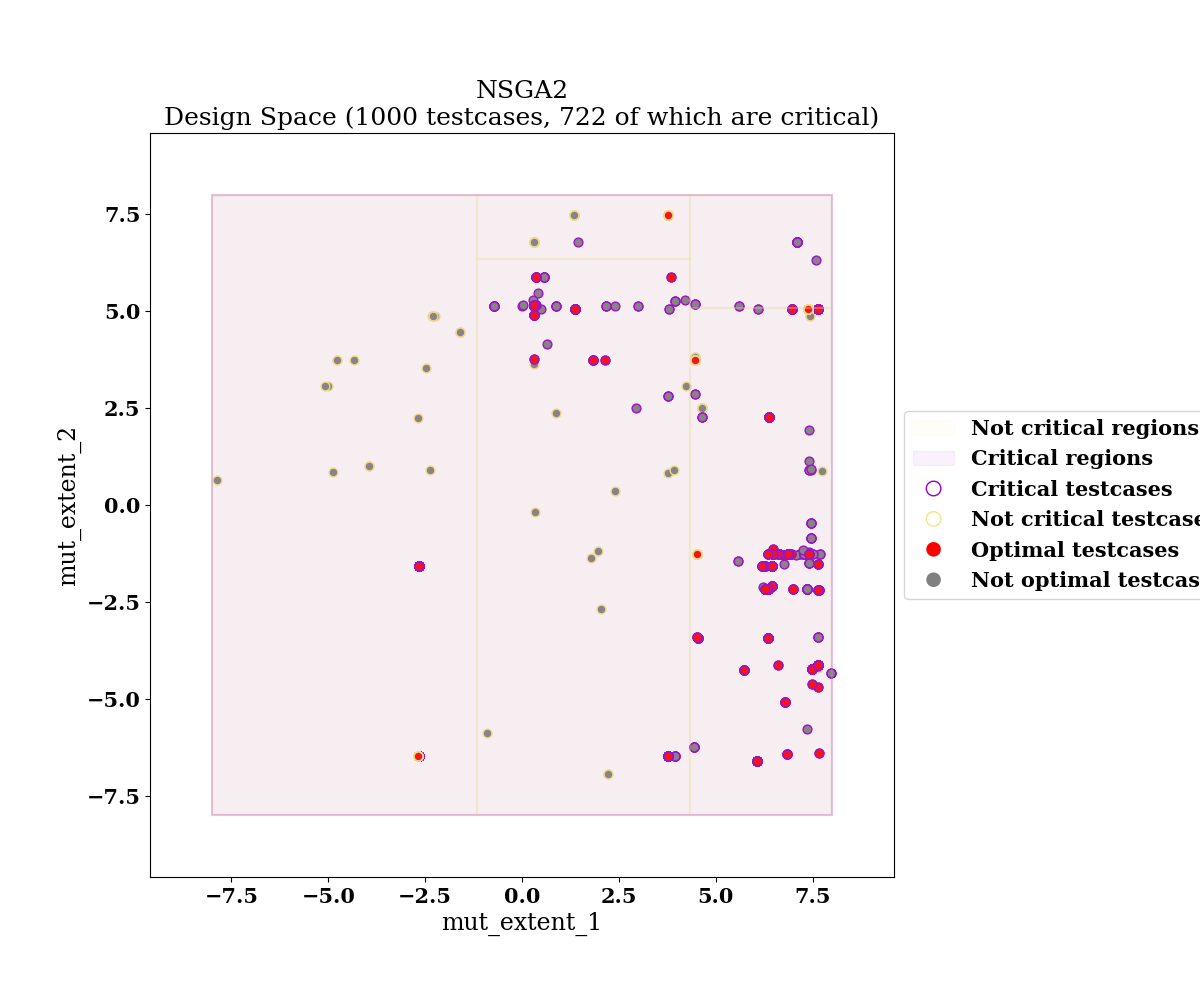 NSGA2
Design Space (1000 testcases, 722 of which are critical)
mut_extent_2
7.5
5.0
2.5
0.0
−2.5
−5.0
−7.5
−7.5
−5.0
−2.5
0.0
2.5
5.0
7.5
mut_extent_1
Not critical regions
Critical regions
Critical testcases
Not critical testcase
Optimal testcases
Not optimal testcas